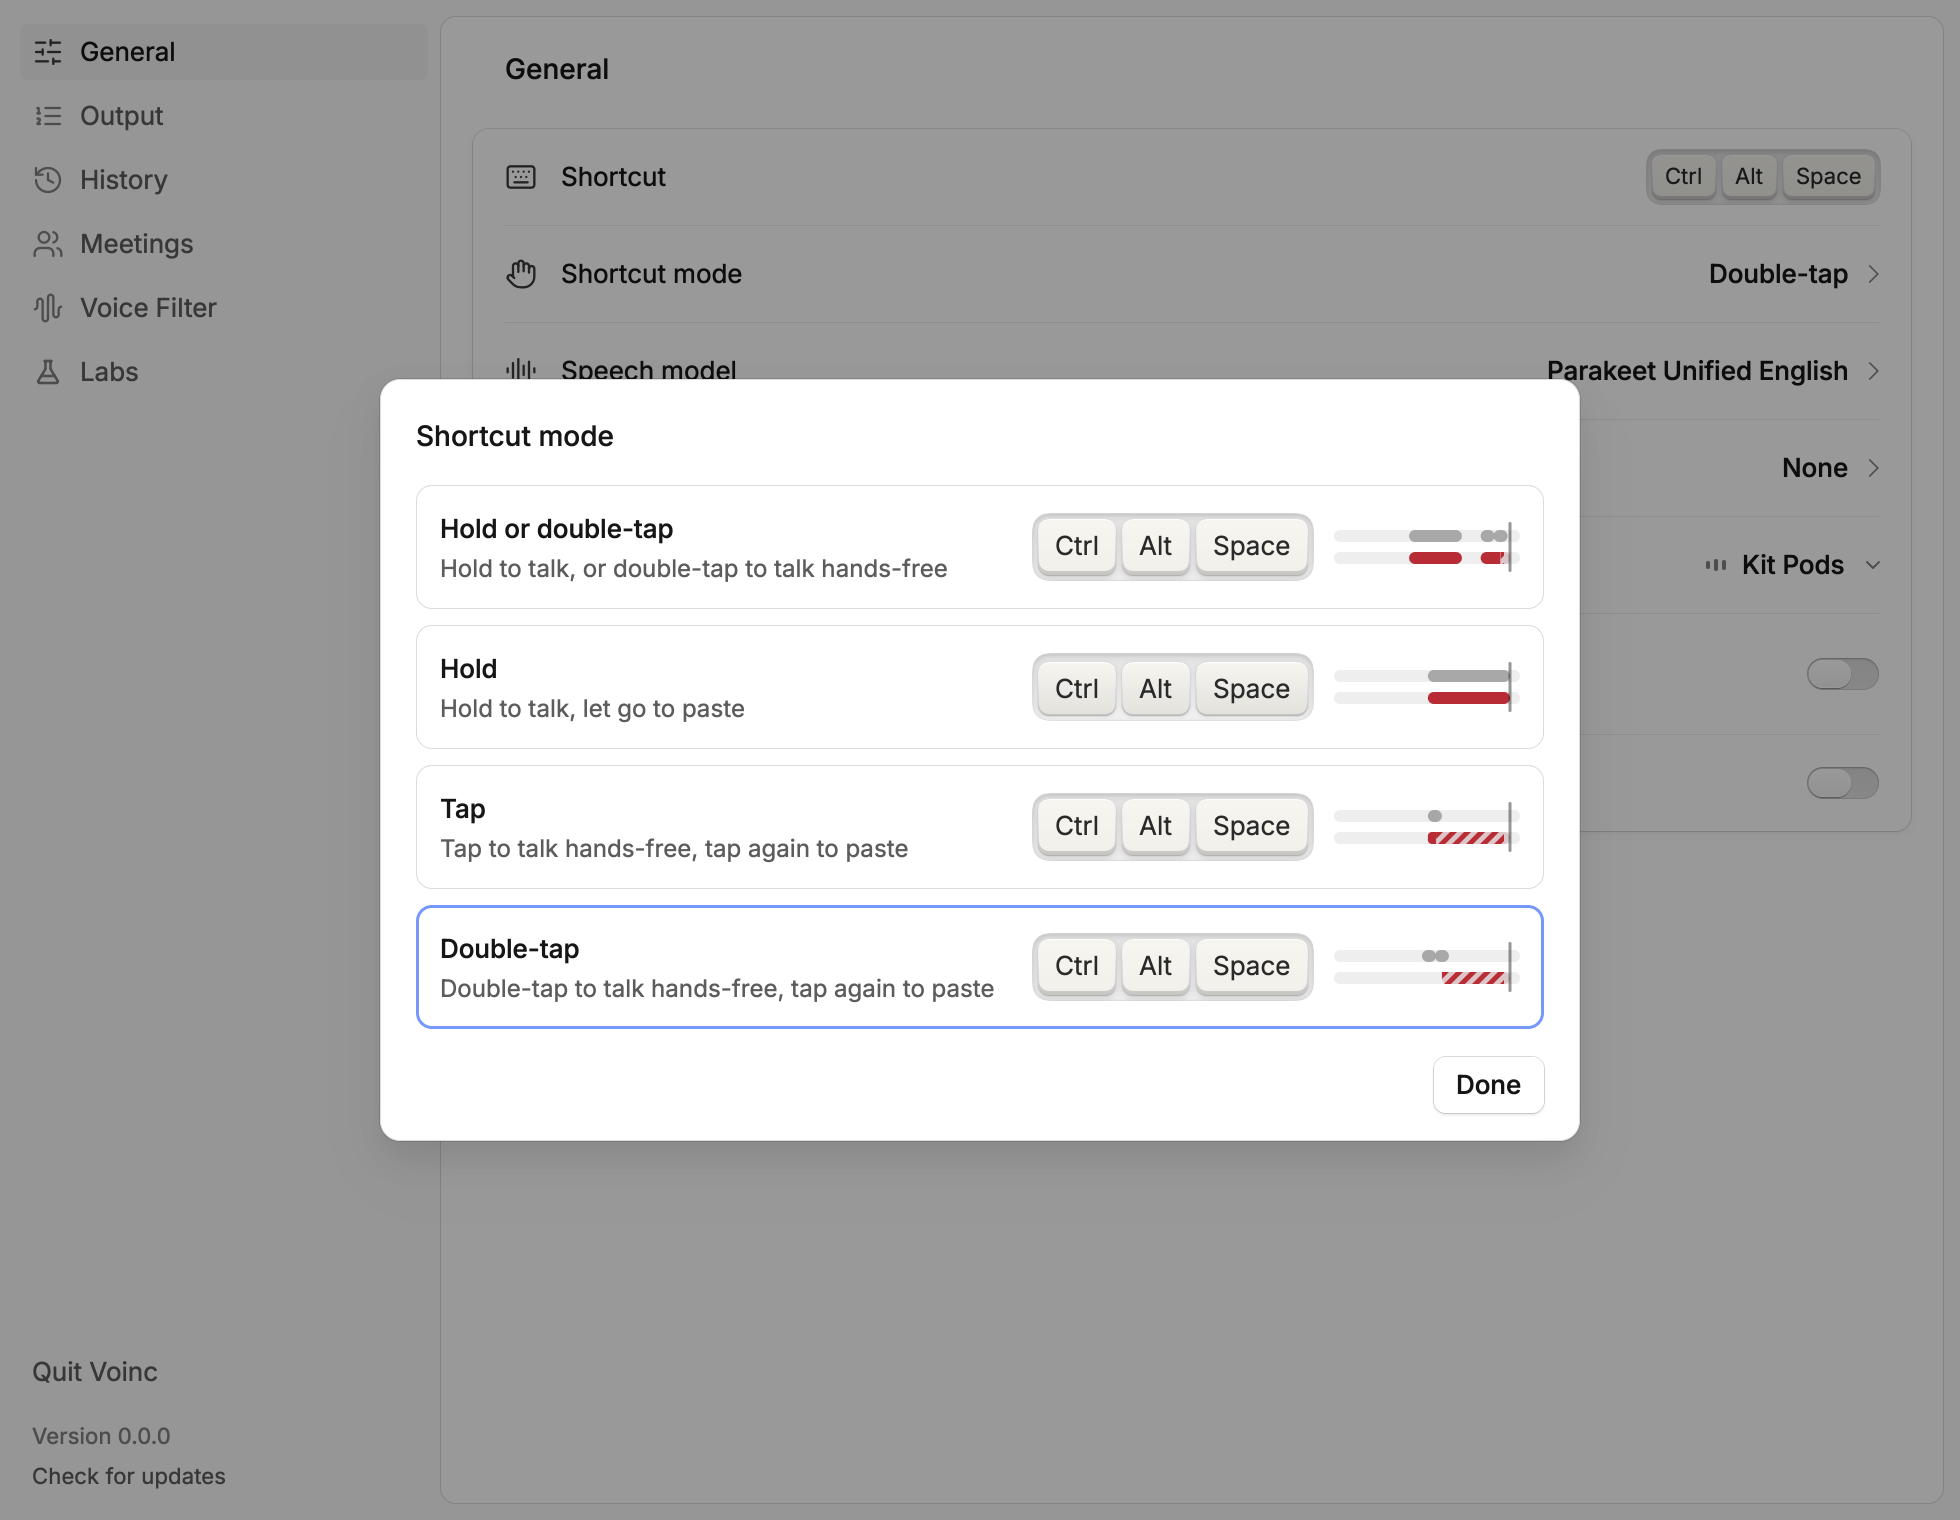 General
Output
History
Meetings
Voice Filter
Labs
Quit Voinc
Version 0.0.0
Check for updates
General
Shortcut
Ctrl Alt Space
Shortcut mode
Double-tap
Speech model
Parakeet Unified English
None
Kit Pods
Shortcut mode
Hold or double-tap
Hold to talk, or double-tap to talk hands-free
Ctrl Alt Space
Hold
Hold to talk, let go to paste
Ctrl Alt Space
Tap
Tap to talk hands-free, tap again to paste
Ctrl Alt Space
Double-tap
Double-tap to talk hands-free, tap again to paste
Ctrl Alt Space
Done